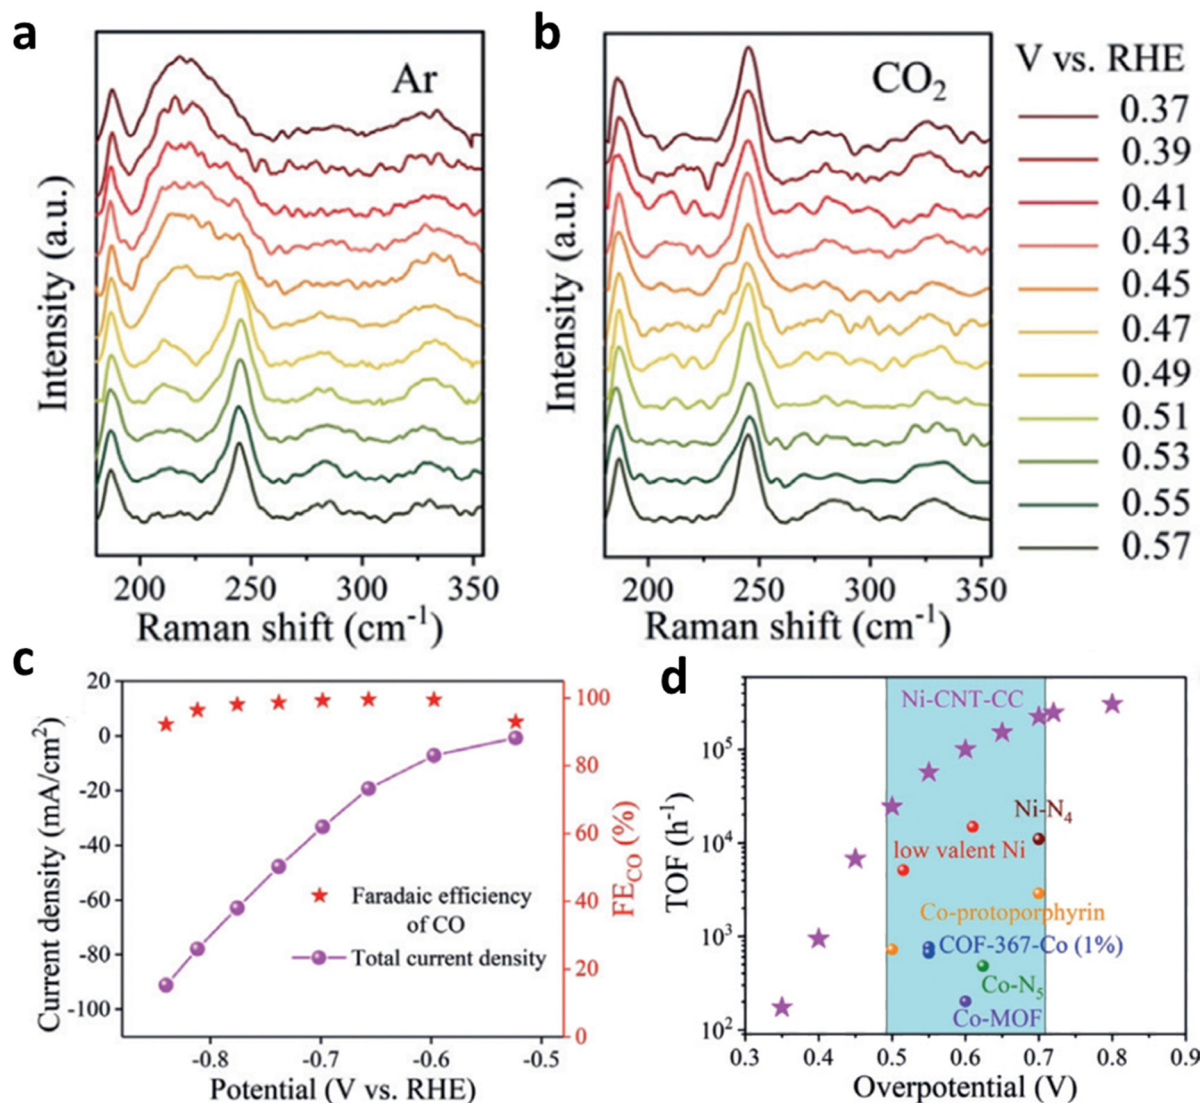 a
Ar
Intensity (a.u.)
200 250 300 350
Raman shift (cm⁻¹)
b
CO₂
Intensity (a.u.)
200 250 300 350
Raman shift (cm⁻¹)
V vs. RHE
0.37
0.39
0.41
0.43
0.45
0.47
0.49
0.51
0.53
0.55
0.57
c
20
0
-20
-40
-60
-80
-100
Current density (mA/cm²)
Faradaic efficiency
of CO
Total current density
100
80
60
40
20
0
FE_CO (%)
-0.8 -0.7 -0.6 -0.5
Potential (V vs. RHE)
d
TOF (h⁻¹)
10⁵
10⁴
10³
10²
Ni-CNT-CC
Ni-N₄
low valent Ni
Co-protoporphyrin
COF-367-Co (1%)
Co-N₅
Co-MOF
0.3 0.4 0.5 0.6 0.7 0.8 0.9
Overpotential (V)